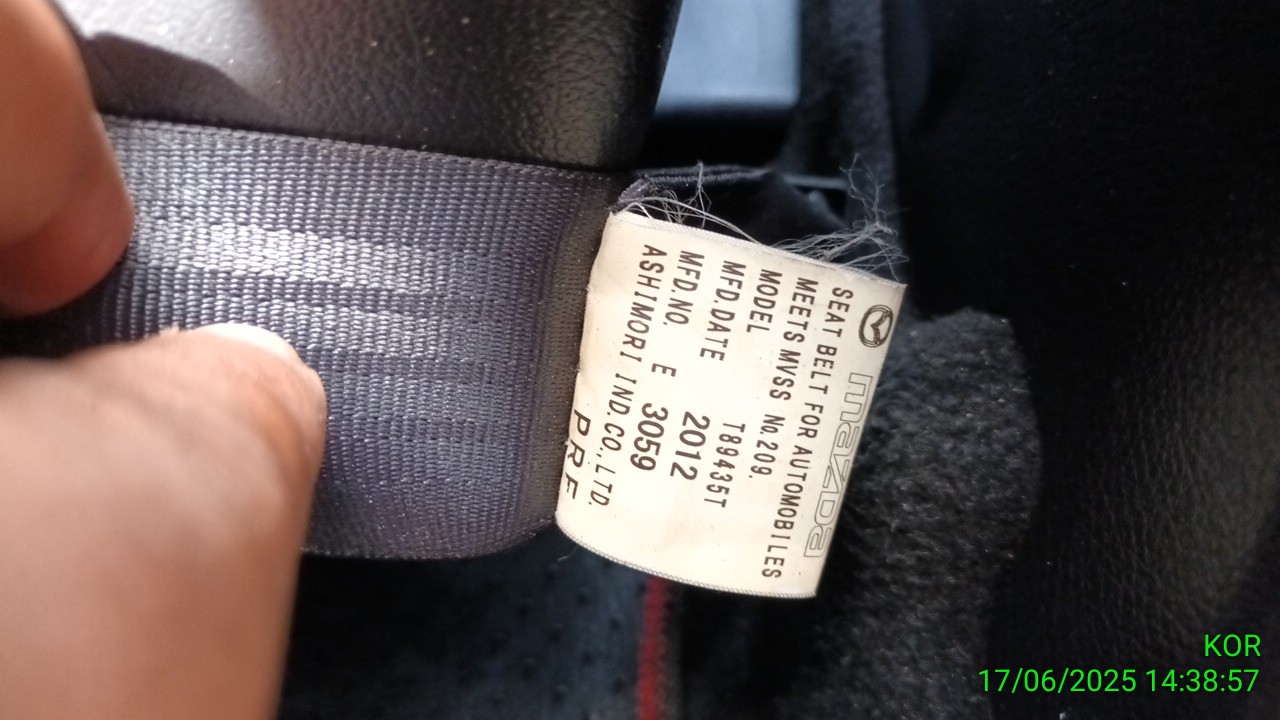 mazda
SEAT BELT FOR AUTOMOBILES
MEETS MVSS No.209.
MODEL T89435T
MFD.DATE 2012
MFD.NO. E 3059
ASHIMORI IND.CO.,LTD.
PRF
KOR
17/06/2025 14:38:57